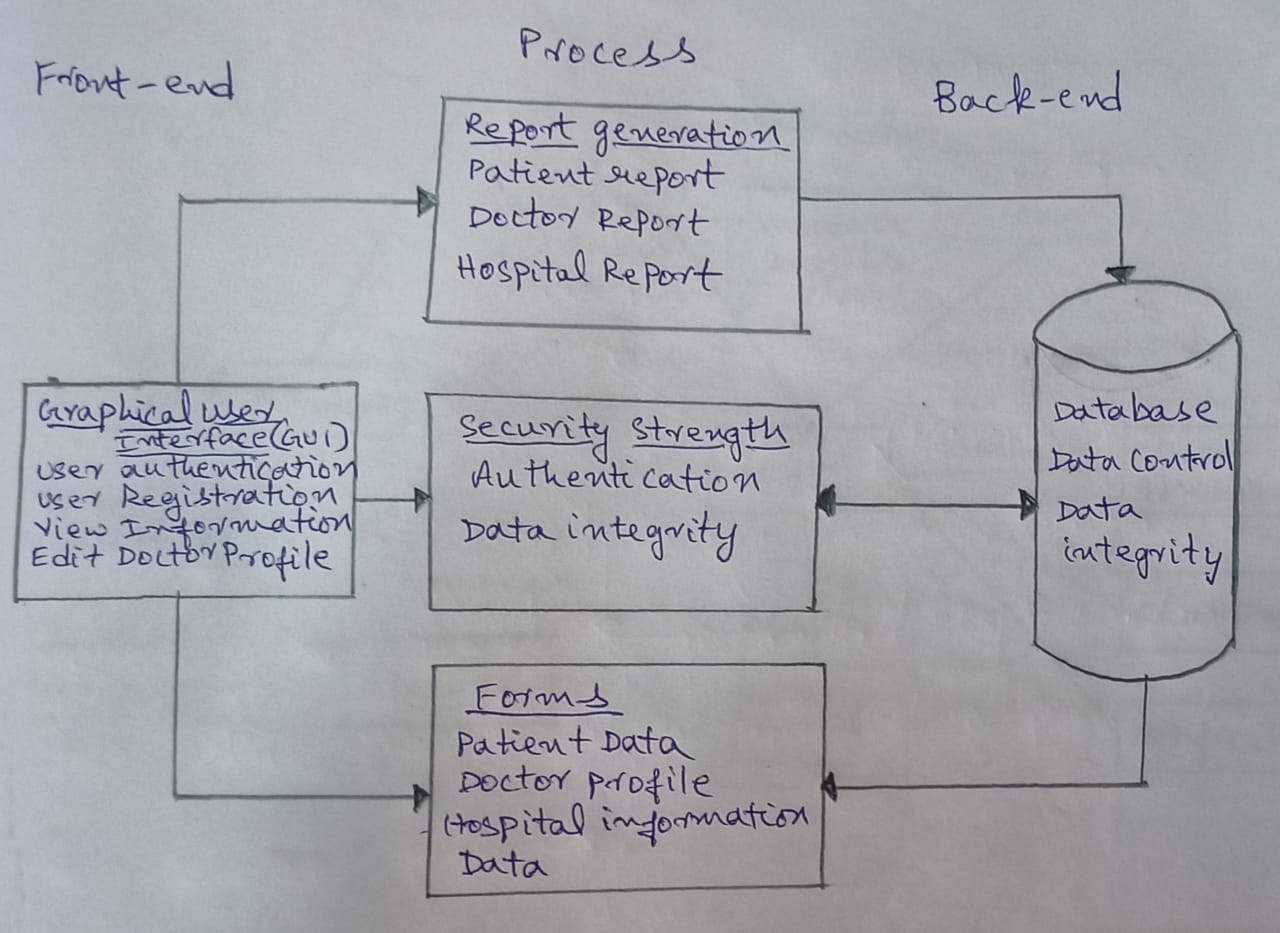 Process
Front-end
Back-end
Report generation
Patient report
Doctor Report
Hospital Report
Graphical user
Interface(GUI)
user authentication
user Registration
view Information
Edit Doctor Profile
Security Strength
Authentication
Data integrity
Database
Data control
Data
integrity
Forms
Patient Data
Doctor profile
Hospital information
Data